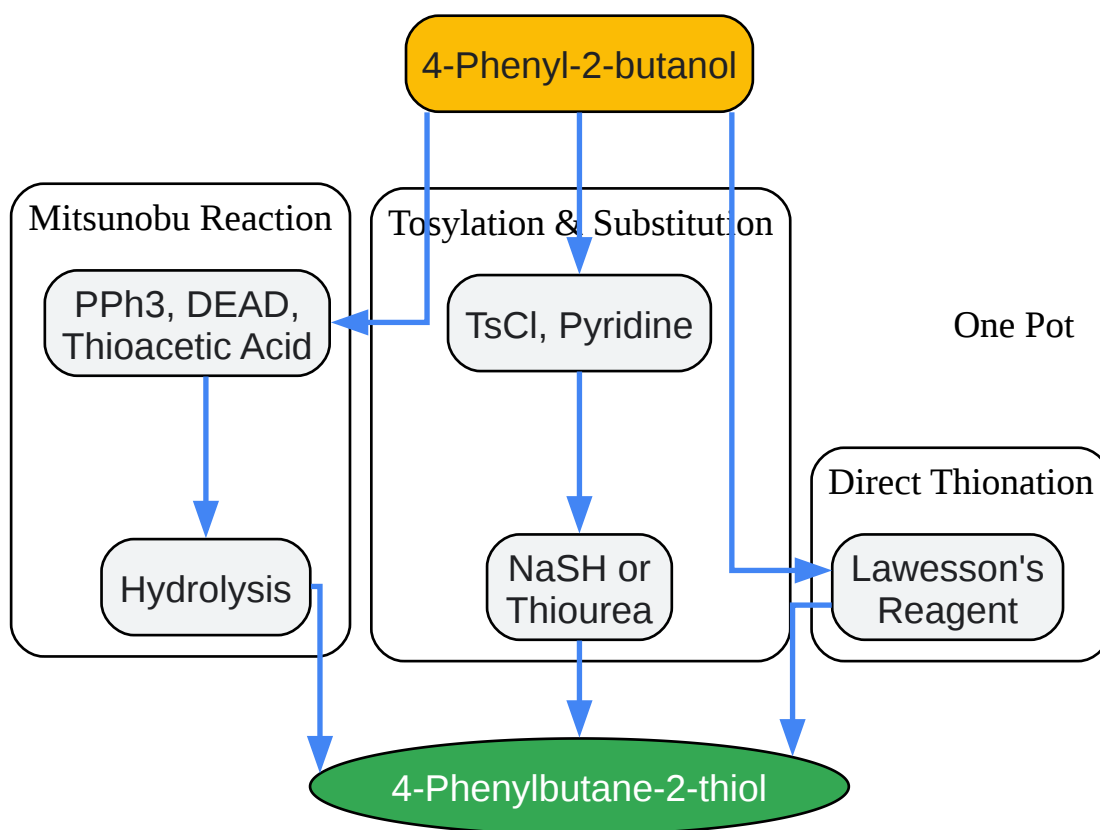 4-Phenyl-2-butanol
Mitsunobu Reaction
PPh3, DEAD,
Thioacetic Acid
Hydrolysis
Tosylation & Substitution
TsCl, Pyridine
NaSH or
Thiourea
One Pot
Direct Thionation
Lawesson's
Reagent
4-Phenylbutane-2-thiol